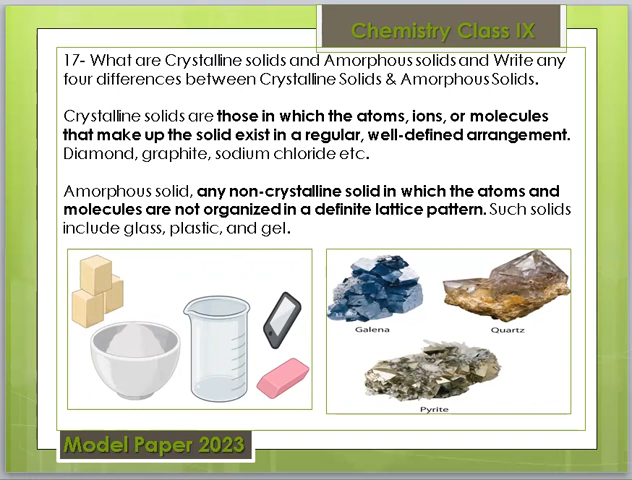 Chemistry Class IX
17- What are Crystalline solids and Amorphous solids and Write any
four differences between Crystalline Solids & Amorphous Solids.
Crystalline solids are those in which the atoms, ions, or molecules
that make up the solid exist in a regular, well-defined arrangement.
Diamond, graphite, sodium chloride etc.
Amorphous solid, any non-crystalline solid in which the atoms and
molecules are not organized in a definite lattice pattern. Such solids
include glass, plastic, and gel.
Galena
Quartz
Pyrite
Model Paper 2023